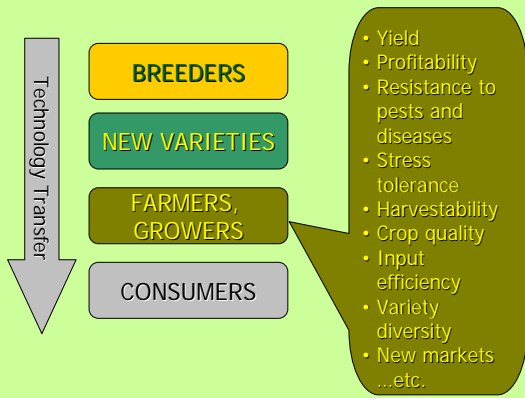 Technology Transfer
BREEDERS
NEW VARIETIES
FARMERS,
GROWERS
CONSUMERS
• Yield
• Profitability
• Resistance to
pests and
diseases
• Stress
tolerance
• Harvestability
• Crop quality
• Input
efficiency
• Variety
diversity
• New markets
...etc.